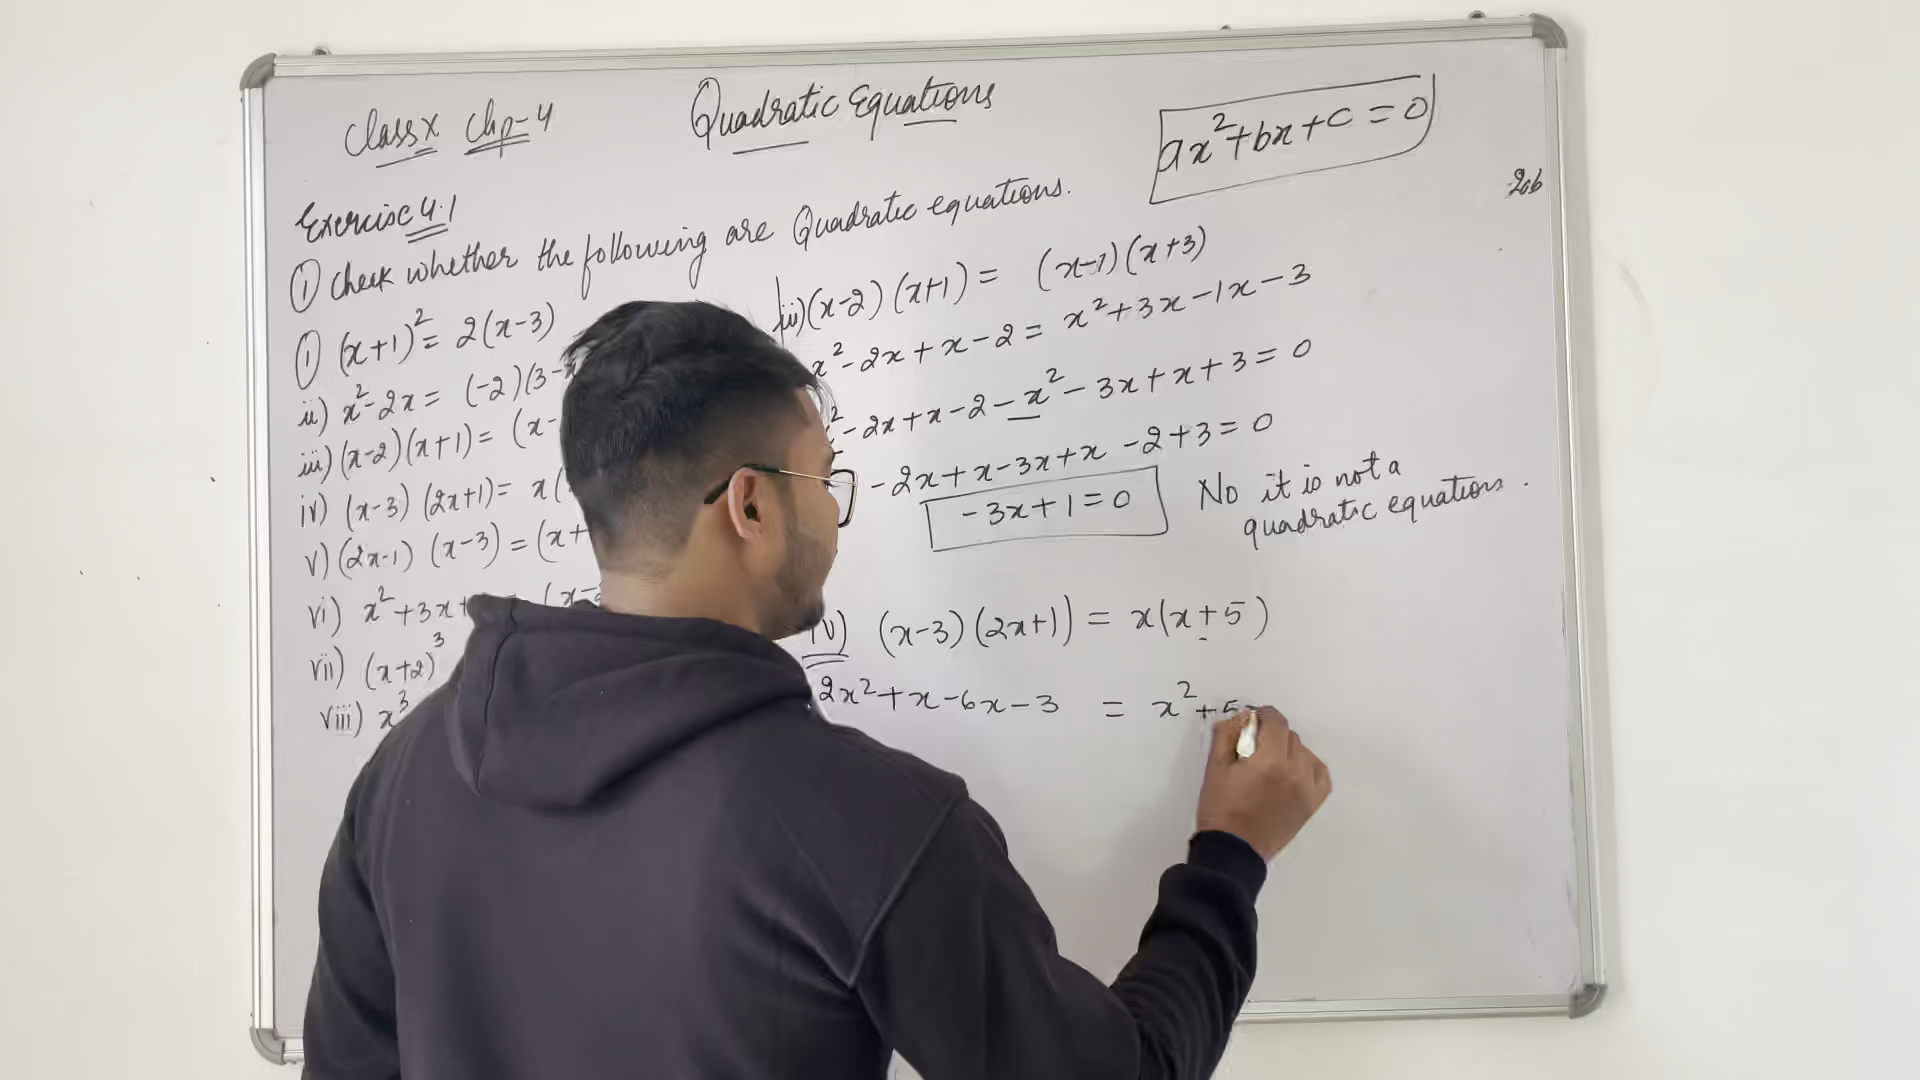 Class X Chp-4 Quadratic Equations
ax²+bx+c=0
2ab
Exercise 4.1
① Check whether the following are Quadratic equations.
① (x+1)² = 2(x-3)
ii) x²-2x = (-2)(3-x
iii) (x-2)(x+1) = (x-
iv) (x-3)(2x+1) = x(
v) (2x-1)(x-3) = (x+
vi) x²+3x+ = (x-2
vii) (x+2)³
viii) x³
iii) (x-2)(x+1) = (x-1)(x+3)
x²-2x+x-2 = x²+3x-1x-3
x²-2x+x-2-x²-3x+x+3=0
-2x+x-3x+x-2+3=0
-3x+1=0
No it is not a
quadratic equations.
iv) (x-3)(2x+1) = x(x+5)
2x²+x-6x-3 = x²+5x